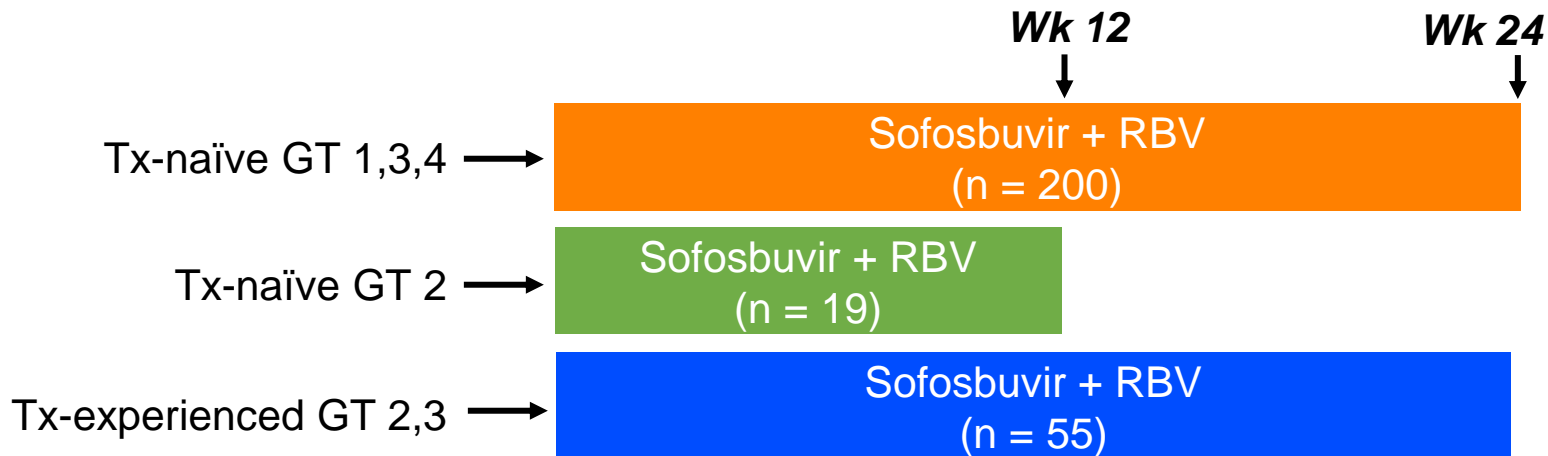 Wk 12
Wk 24
Tx-naïve GT 1,3,4
Sofosbuvir + RBV
(n = 200)
Tx-naïve GT 2
Sofosbuvir + RBV
(n = 19)
Tx-experienced GT 2,3
Sofosbuvir + RBV
(n = 55)